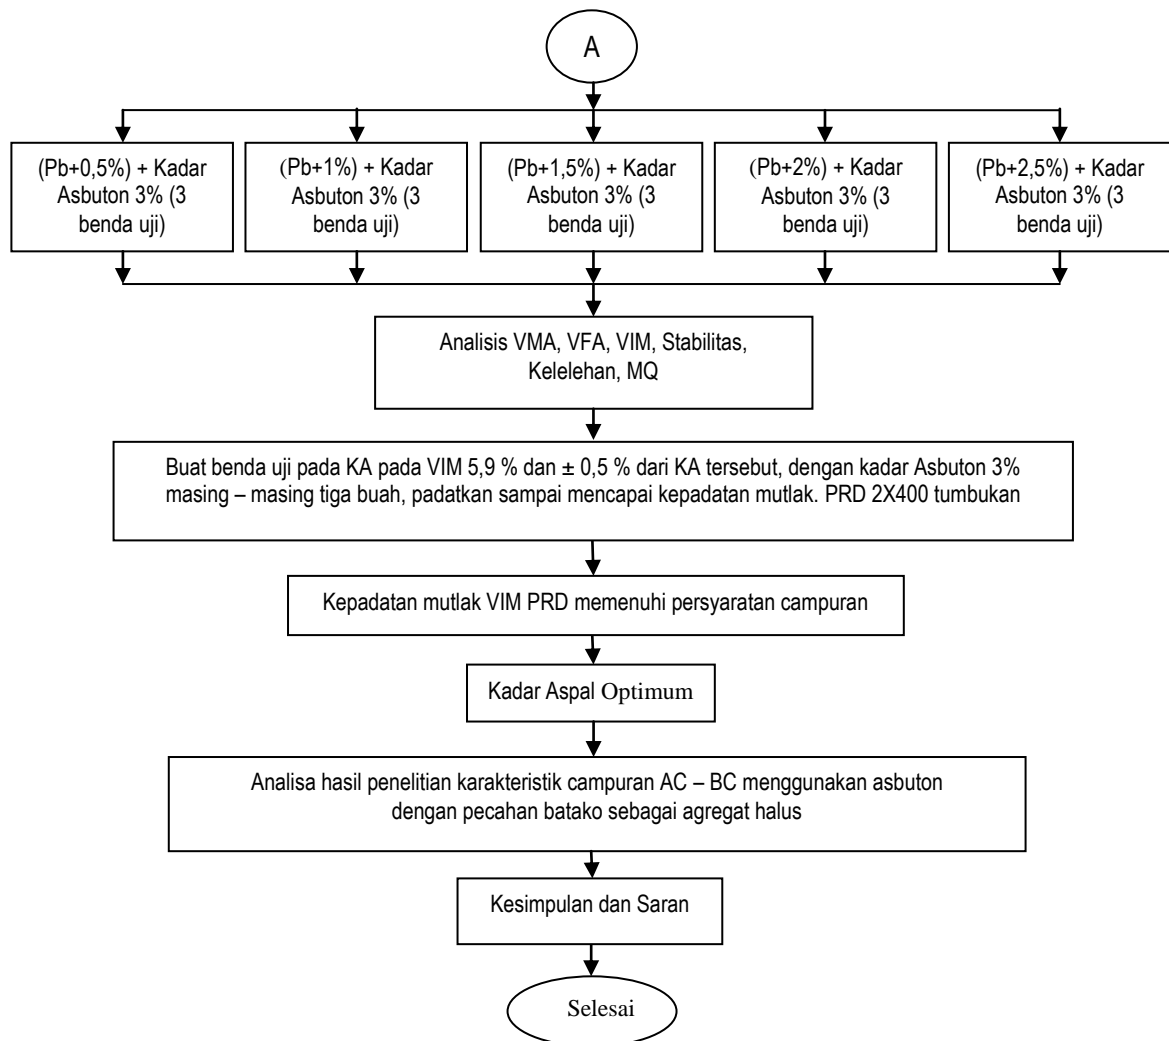 A
(Pb+0,5%) + Kadar
Asbuton 3% (3
benda uji)
(Pb+1%) + Kadar
Asbuton 3% (3
benda uji)
(Pb+1,5%) + Kadar
Asbuton 3% (3
benda uji)
(Pb+2%) + Kadar
Asbuton 3% (3
benda uji)
(Pb+2,5%) + Kadar
Asbuton 3% (3
benda uji)
Analisis VMA, VFA, VIM, Stabilitas,
Kelelehan, MQ
Buat benda uji pada KA pada VIM 5,9 % dan ± 0,5 % dari KA tersebut, dengan kadar Asbuton 3%
masing – masing tiga buah, padatkan sampai mencapai kepadatan mutlak. PRD 2X400 tumbukan
Kepadatan mutlak VIM PRD memenuhi persyaratan campuran
Kadar Aspal Optimum
Analisa hasil penelitian karakteristik campuran AC – BC menggunakan asbuton
dengan pecahan batako sebagai agregat halus
Kesimpulan dan Saran
Selesai